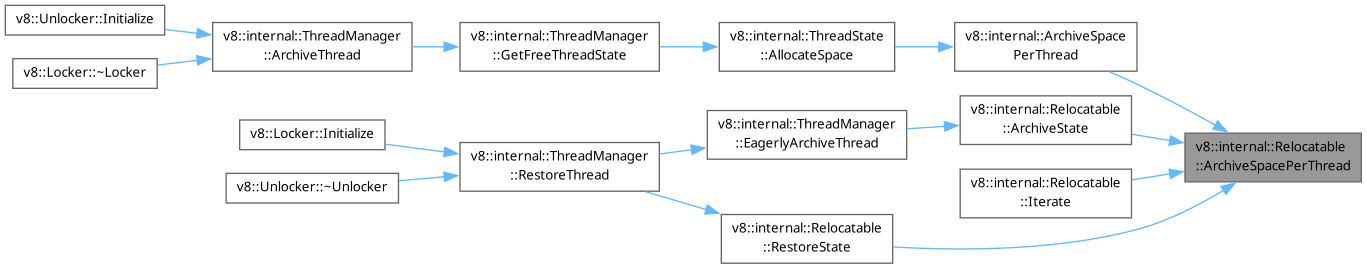 v8::Unlocker::Initialize
v8::Locker::~Locker
v8::internal::ThreadManager
::ArchiveThread
v8::internal::ThreadManager
::GetFreeThreadState
v8::internal::ThreadState
::AllocateSpace
v8::internal::ArchiveSpace
PerThread
v8::Locker::Initialize
v8::Unlocker::~Unlocker
v8::internal::ThreadManager
::RestoreThread
v8::internal::ThreadManager
::EagerlyArchiveThread
v8::internal::Relocatable
::ArchiveState
v8::internal::Relocatable
::Iterate
v8::internal::Relocatable
::RestoreState
v8::internal::Relocatable
::ArchiveSpacePerThread